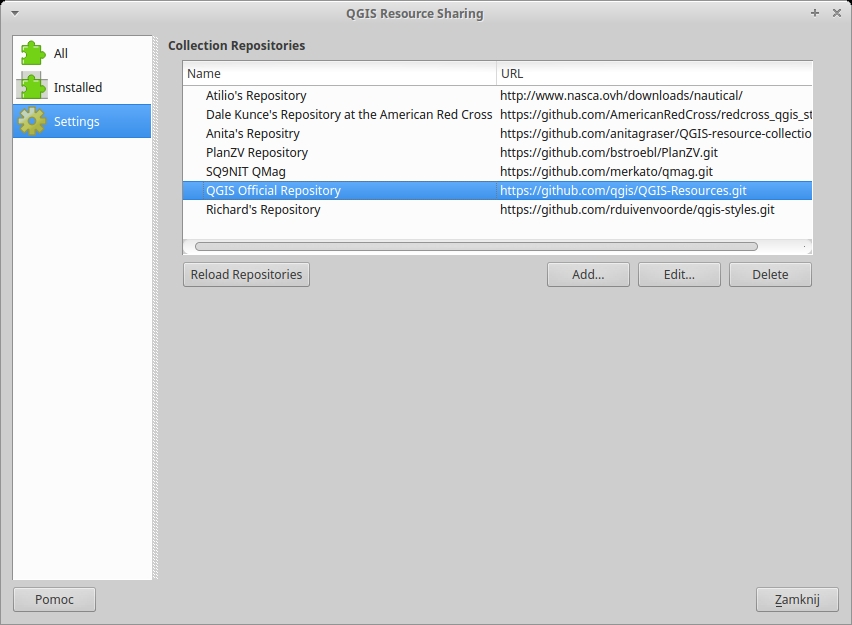 QGIS Resource Sharing
All
Installed
Settings
Collection Repositories
Name URL
Atilio's Repository http://www.nasca.ovh/downloads/nautical/
Dale Kunce's Repository at the American Red Cross https://github.com/AmericanRedCross/redcross_qgis_st
Anita's Repositry https://github.com/anitagraser/QGIS-resource-collectio
PlanZV Repository https://github.com/bstroebl/PlanZV.git
SQ9NIT QMag https://github.com/merkato/qmag.git
QGIS Official Repository https://github.com/qgis/QGIS-Resources.git
Richard's Repository https://github.com/rduivenvoorde/qgis-styles.git
Reload Repositories Add... Edit... Delete
Pomoc Zamknij